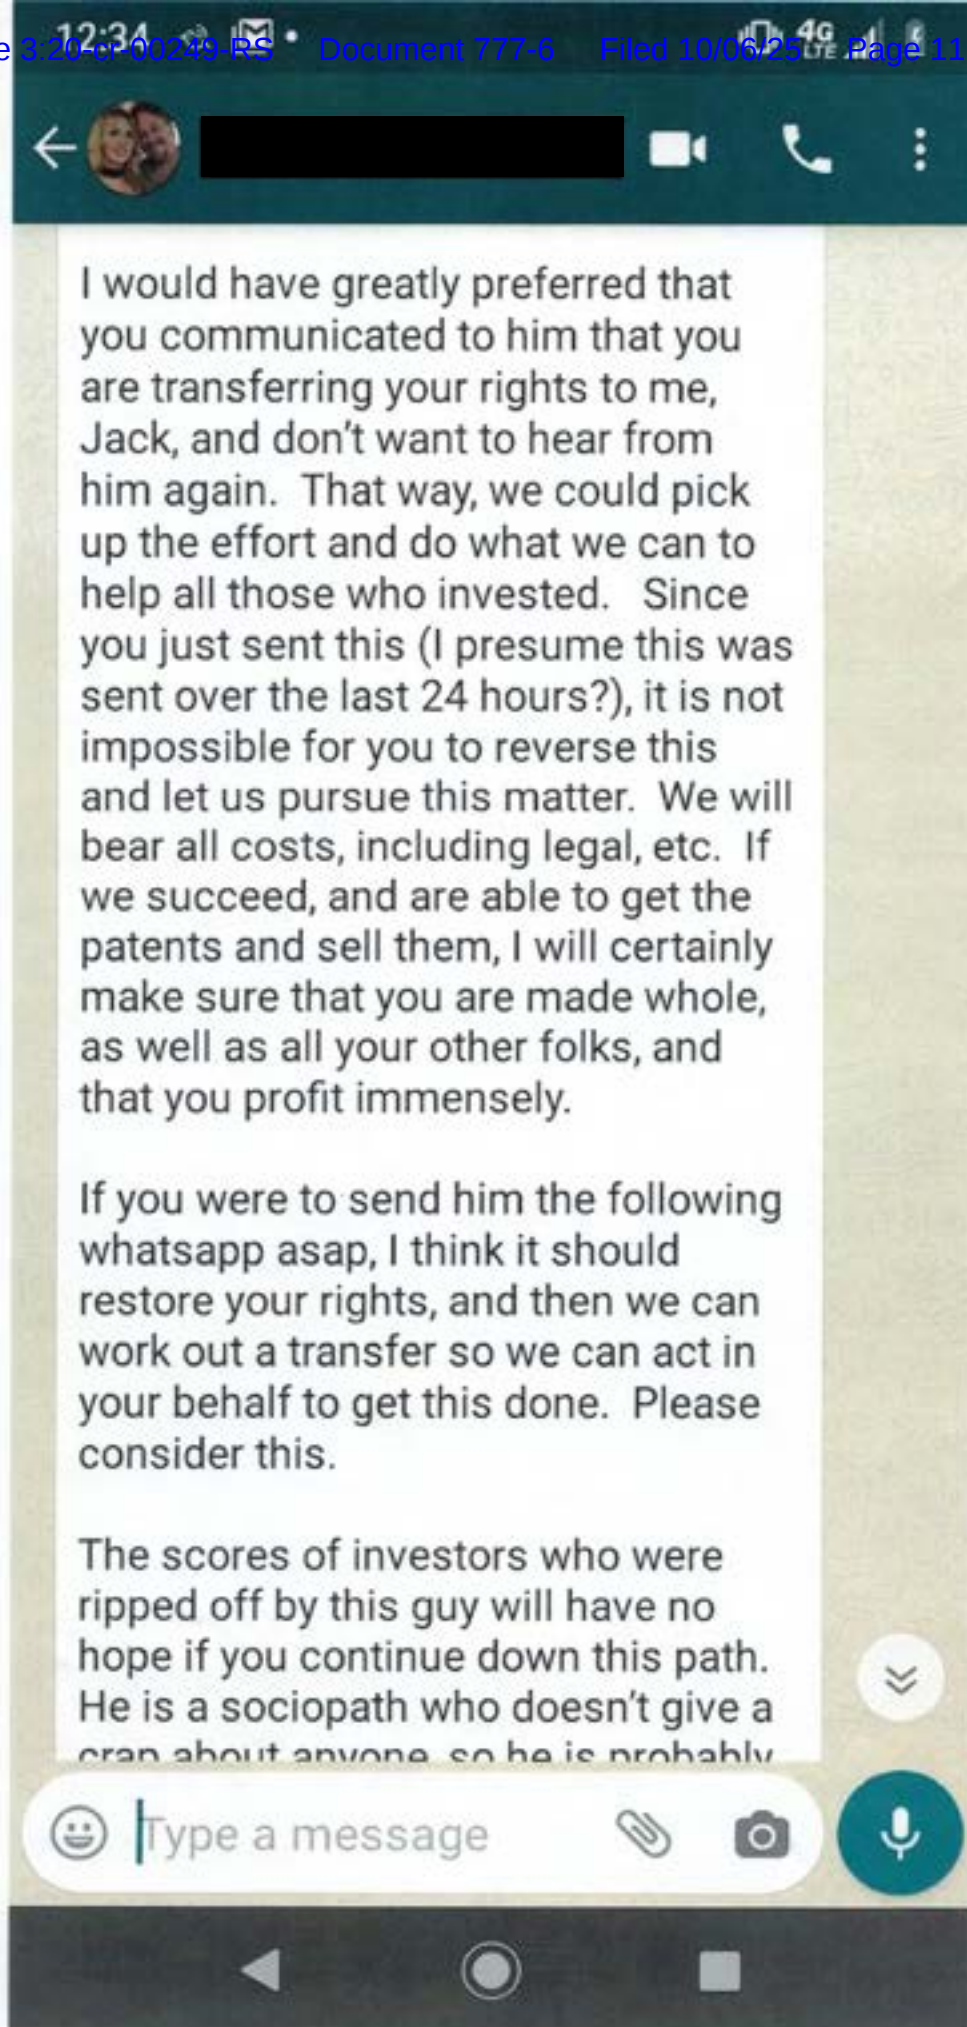 12:34
e 3:20-cr-00249-RS Document 777-6 Filed 10/06/25 Page 11
4G
LTE
I would have greatly preferred that
you communicated to him that you
are transferring your rights to me,
Jack, and don't want to hear from
him again.  That way, we could pick
up the effort and do what we can to
help all those who invested.   Since
you just sent this (I presume this was
sent over the last 24 hours?), it is not
impossible for you to reverse this
and let us pursue this matter.  We will
bear all costs, including legal, etc.  If
we succeed, and are able to get the
patents and sell them, I will certainly
make sure that you are made whole,
as well as all your other folks, and
that you profit immensely.
If you were to send him the following
whatsapp asap, I think it should
restore your rights, and then we can
work out a transfer so we can act in
your behalf to get this done.  Please
consider this.
The scores of investors who were
ripped off by this guy will have no
hope if you continue down this path.
He is a sociopath who doesn't give a
crap about anyone, so he is probably
Type a message